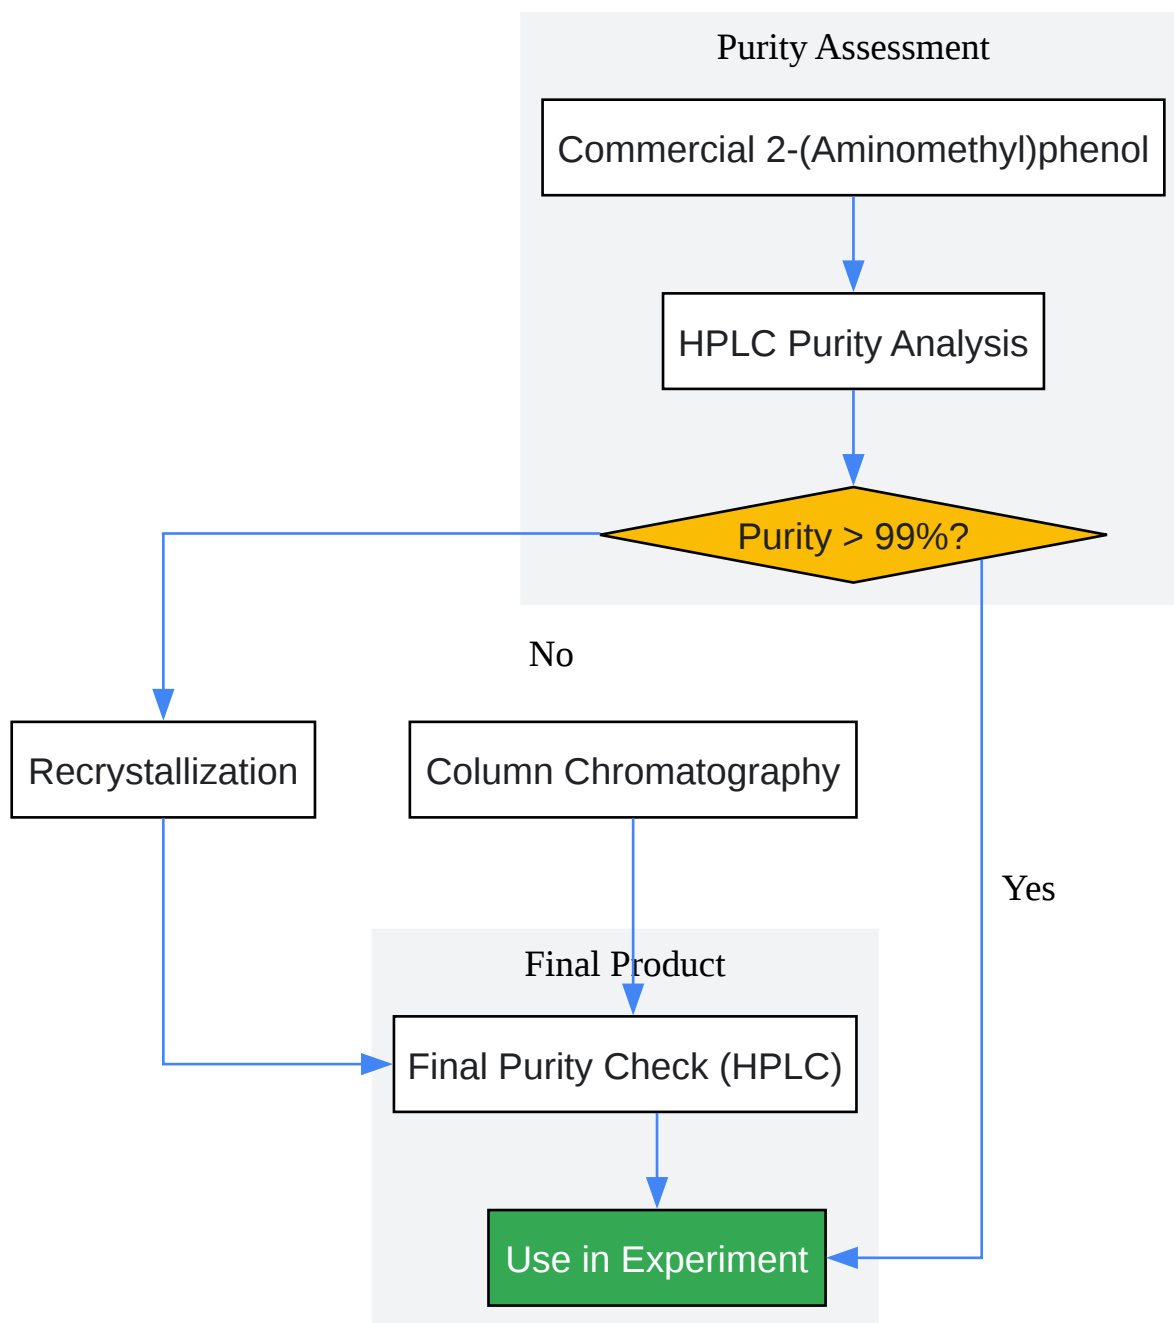 Purity Assessment
Commercial 2-(Aminomethyl)phenol
HPLC Purity Analysis
Purity > 99%?
No
Recrystallization
Column Chromatography
Yes
Final Product
Final Purity Check (HPLC)
Use in Experiment